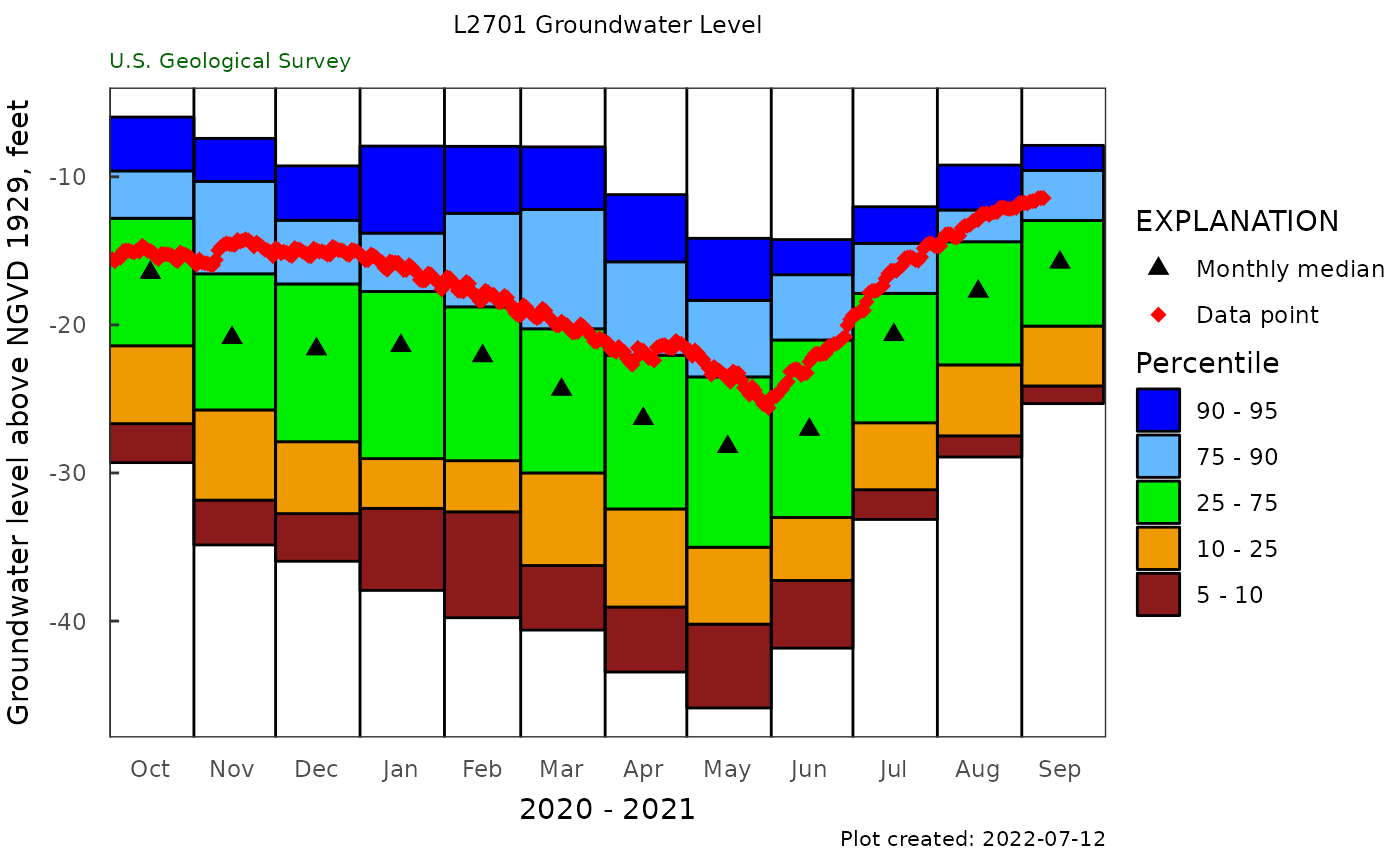 L2701 Groundwater Level
U.S. Geological Survey
Groundwater level above NGVD 1929, feet
-10
-20
-30
-40
Oct Nov Dec Jan Feb Mar Apr May Jun Jul Aug Sep
2020 - 2021
EXPLANATION
Monthly median
Data point
Percentile
90 - 95
75 - 90
25 - 75
10 - 25
5 - 10
Plot created: 2022-07-12